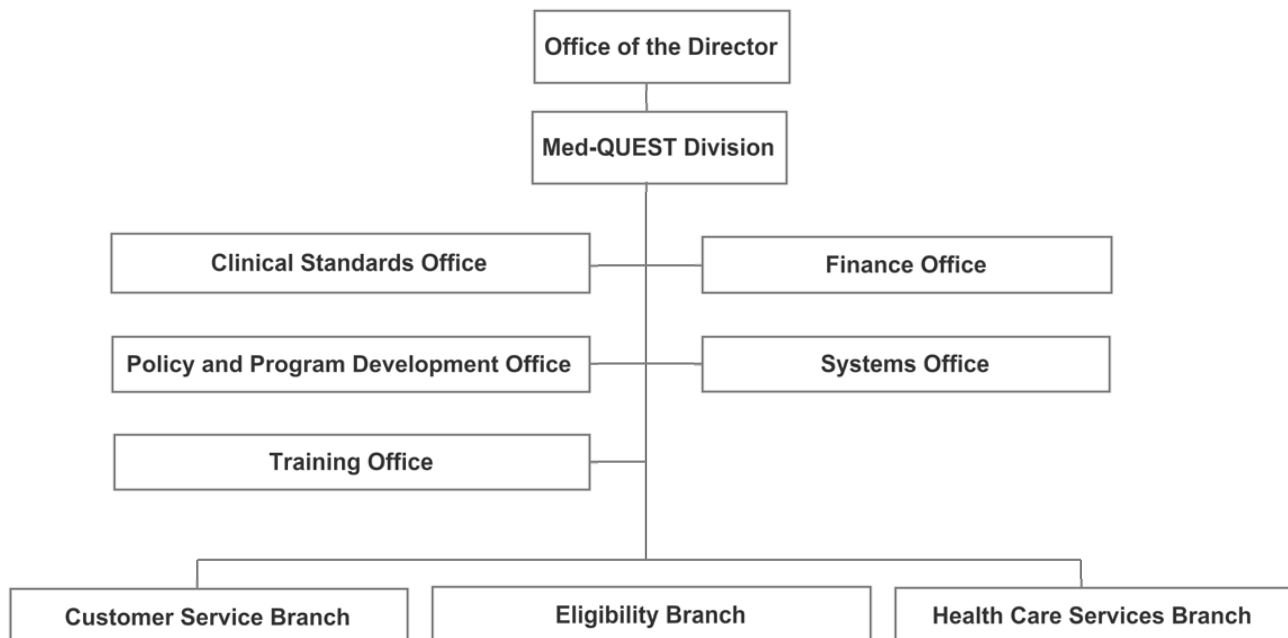 Office of the Director
Med-QUEST Division
Clinical Standards Office
Finance Office
Policy and Program Development Office
Systems Office
Training Office
Customer Service Branch
Eligibility Branch
Health Care Services Branch